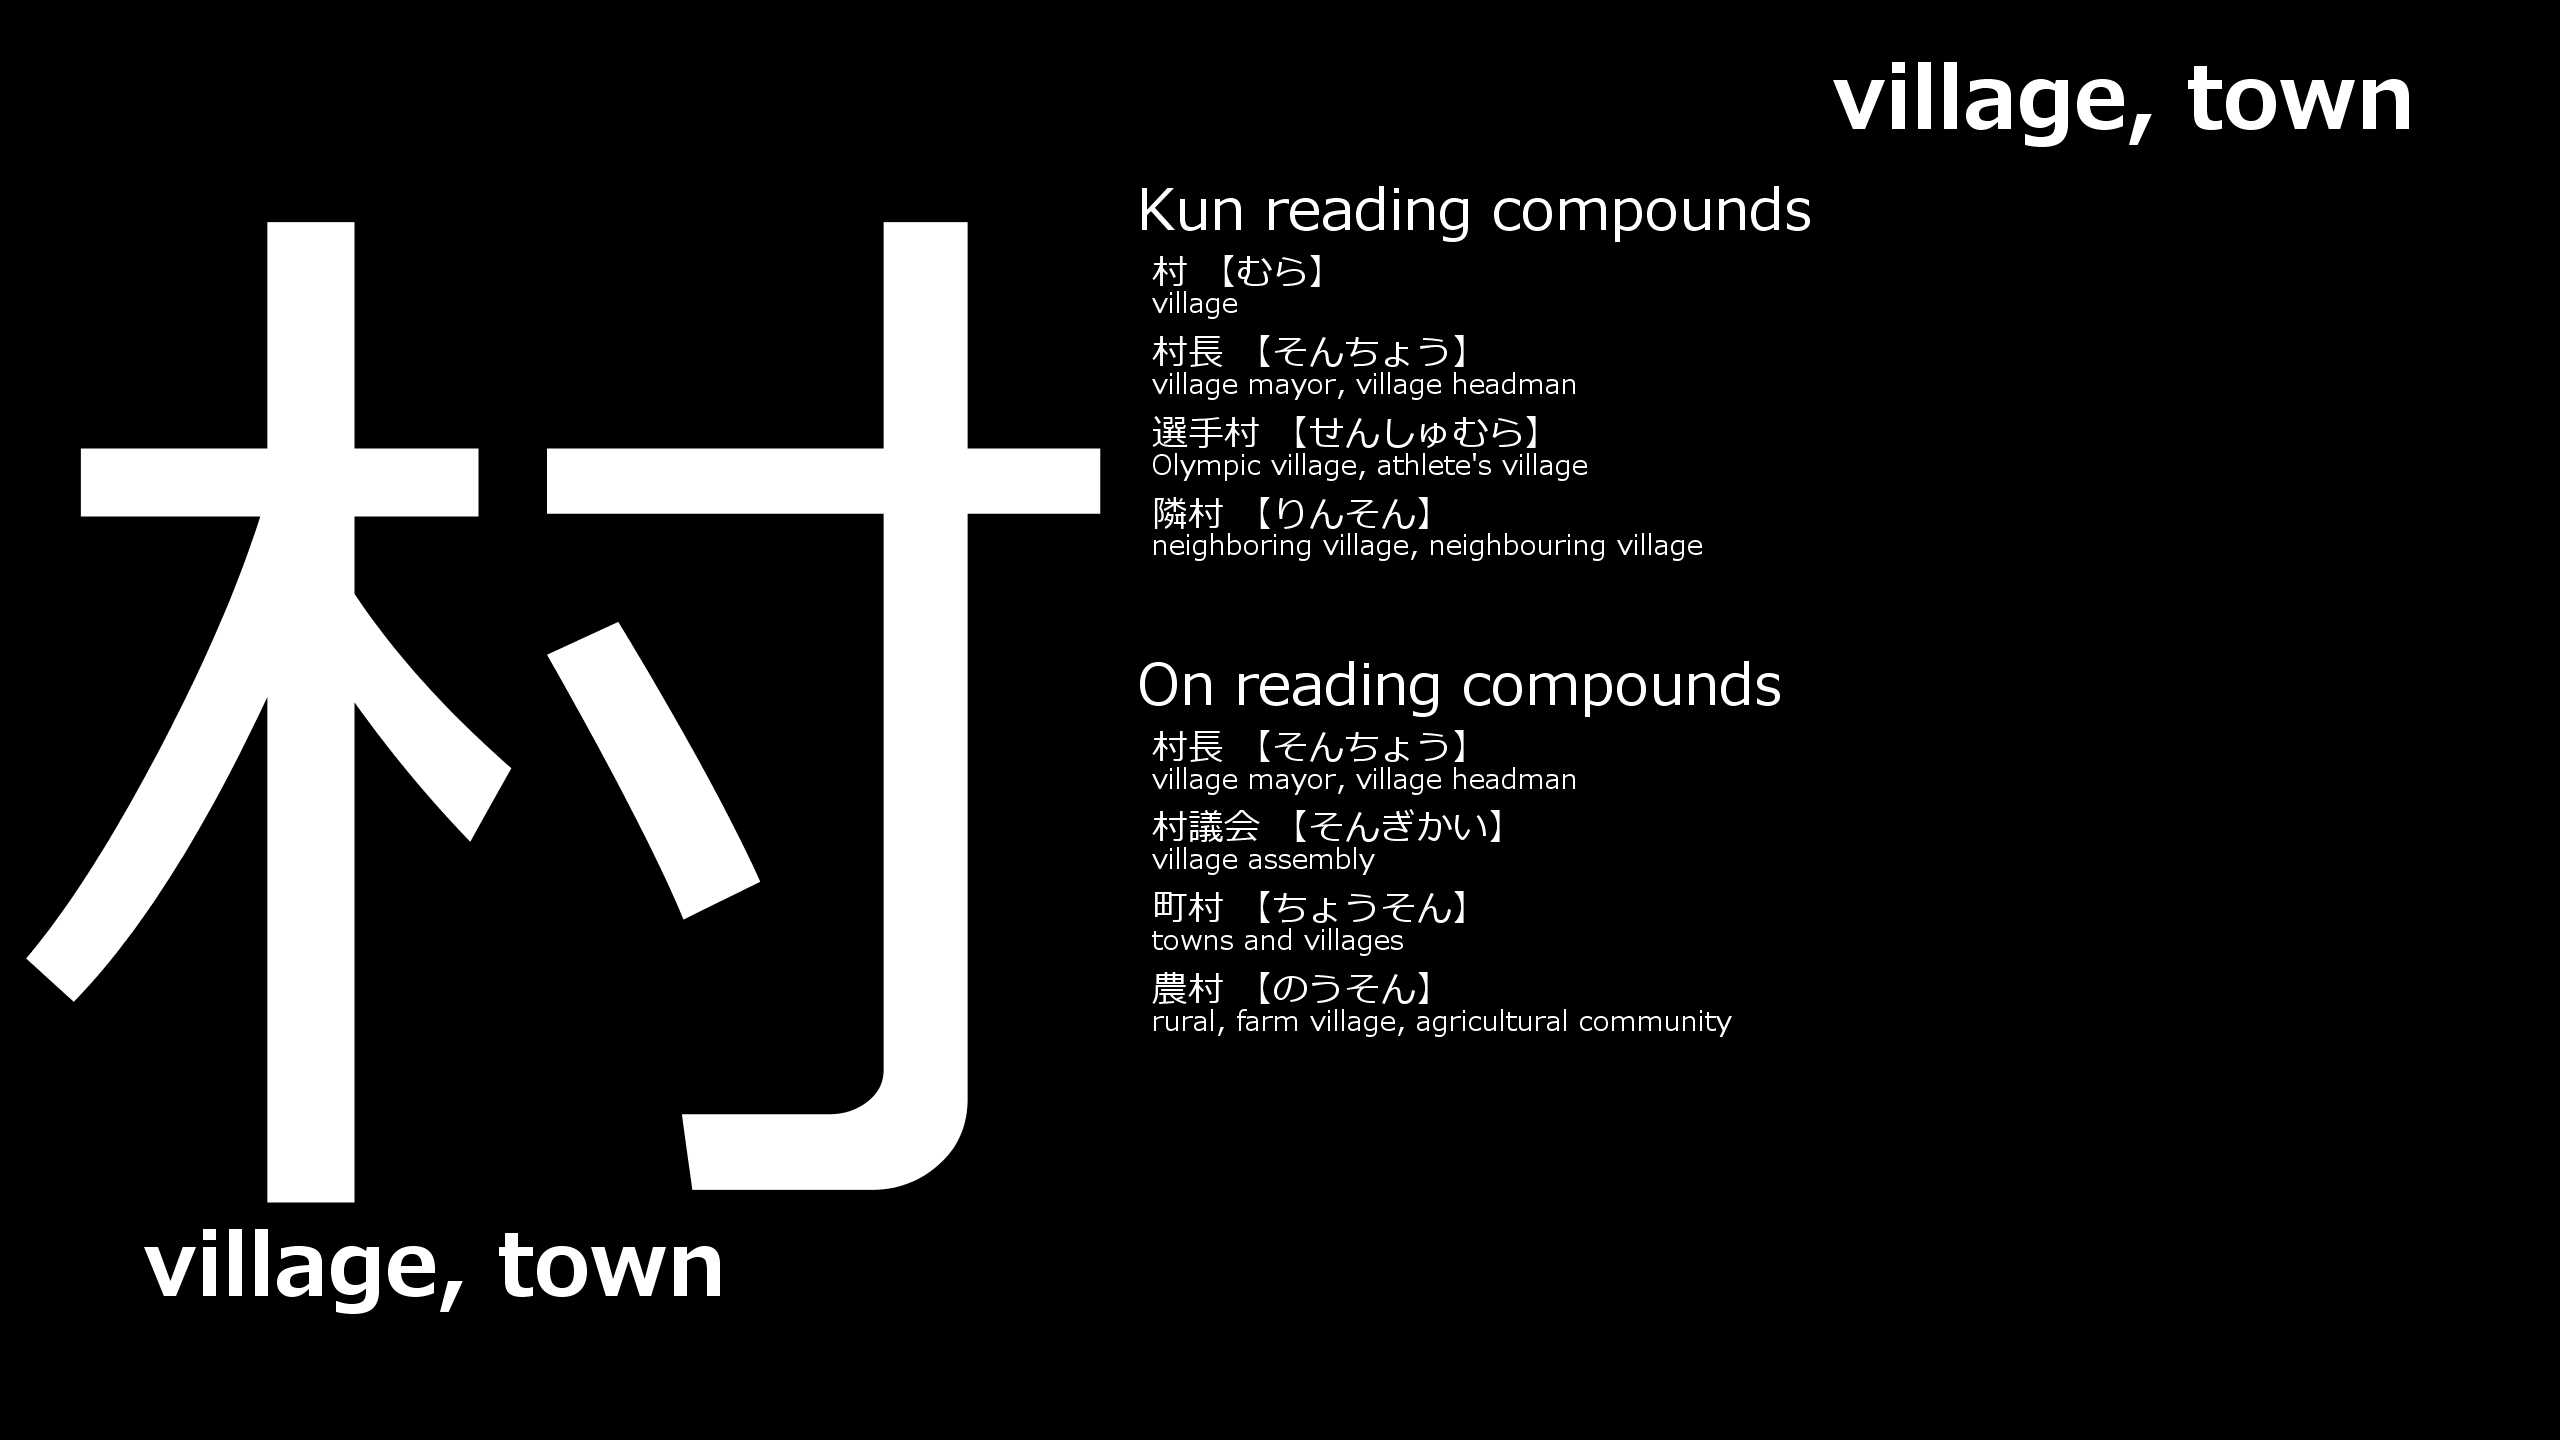 village, town
村
village, town
Kun reading compounds
村 【むら】
village
村長 【そんちょう】
village mayor, village headman
選手村 【せんしゅむら】
Olympic village, athlete's village
隣村 【りんそん】
neighboring village, neighbouring village
On reading compounds
村長 【そんちょう】
village mayor, village headman
村議会 【そんぎかい】
village assembly
町村 【ちょうそん】
towns and villages
農村 【のうそん】
rural, farm village, agricultural community